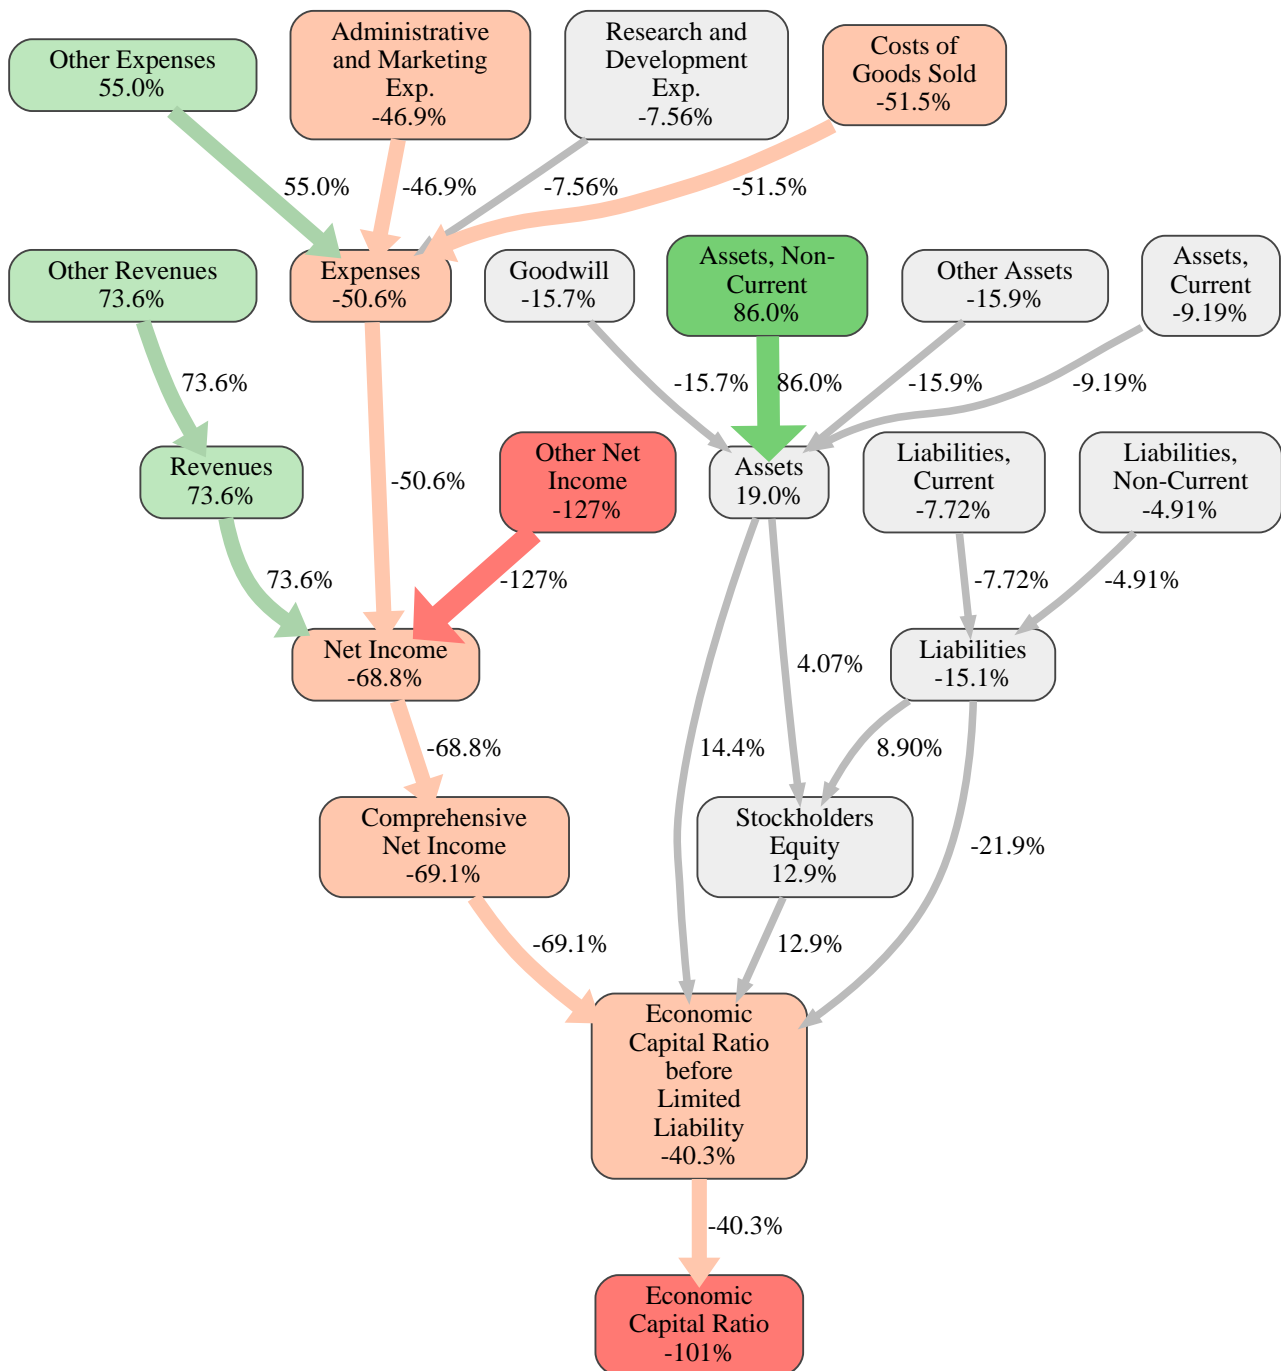 Other Expenses
55.0%
Administrative
and Marketing
Exp.
-46.9%
Research and
Development
Exp.
-7.56%
Costs of
Goods Sold
-51.5%
55.0%
-46.9%
-7.56%
-51.5%
Other Revenues
73.6%
Expenses
-50.6%
Goodwill
-15.7%
Assets, Non-
Current
86.0%
Other Assets
-15.9%
Assets,
Current
-9.19%
73.6%
-15.7%
86.0%
-15.9%
-9.19%
Revenues
73.6%
-50.6%
Other Net
Income
-127%
Assets
19.0%
Liabilities,
Current
-7.72%
Liabilities,
Non-Current
-4.91%
73.6%
-127%
-7.72%
-4.91%
Net Income
-68.8%
4.07%
Liabilities
-15.1%
-68.8%
14.4%
8.90%
Comprehensive
Net Income
-69.1%
Stockholders
Equity
12.9%
-21.9%
-69.1%
12.9%
Economic
Capital Ratio
before
Limited
Liability
-40.3%
-40.3%
Economic
Capital Ratio
-101%